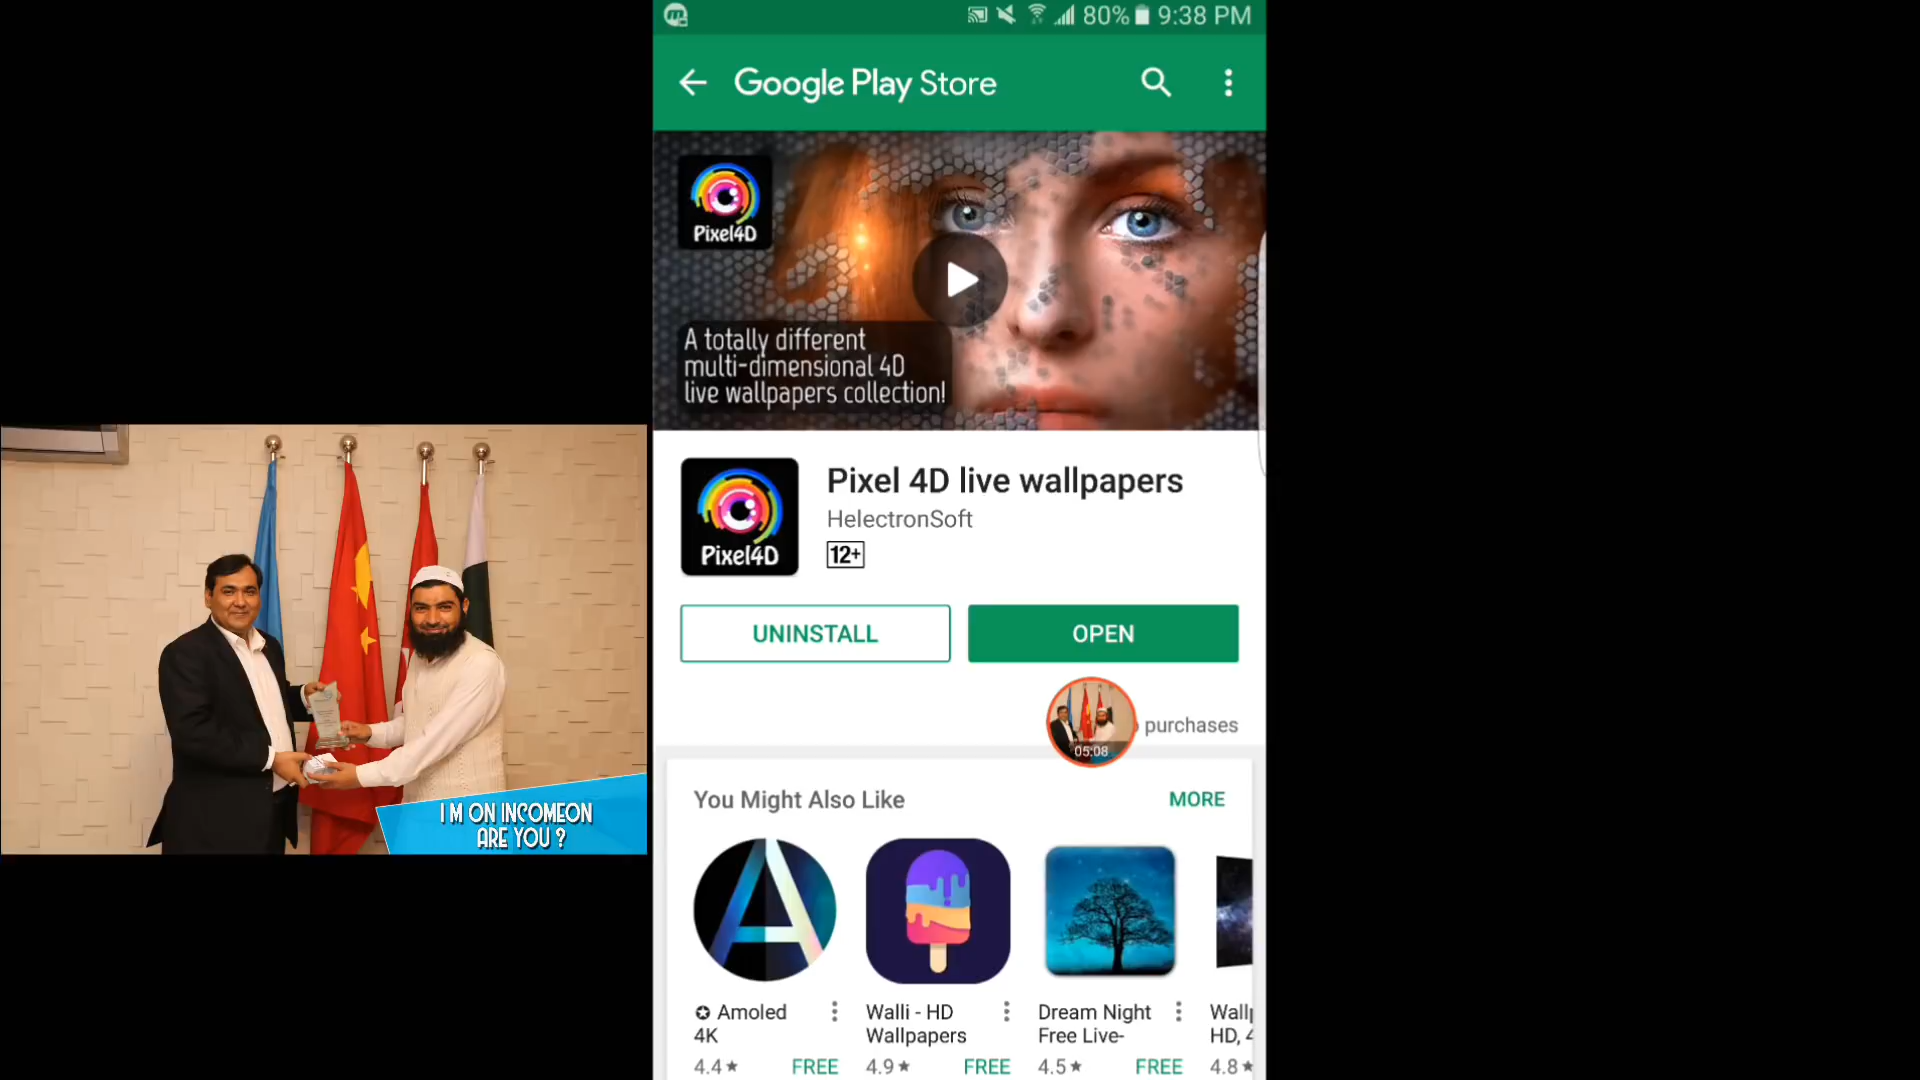 80% 9:38 PM
Google Play Store
Pixel4D
A totally different
multi-dimensional 4D
live wallpapers collection!
Pixel4D
Pixel 4D live wallpapers
HelectronSoft
12+
UNINSTALL
OPEN
05:08
purchases
I M ON INCOMEON
ARE YOU ?
You Might Also Like
MORE
Amoled
4K
4.4★ FREE
Walli - HD
Wallpapers
4.9★ FREE
Dream Night
Free Live-
4.5★ FREE
HD, 4
4.8★